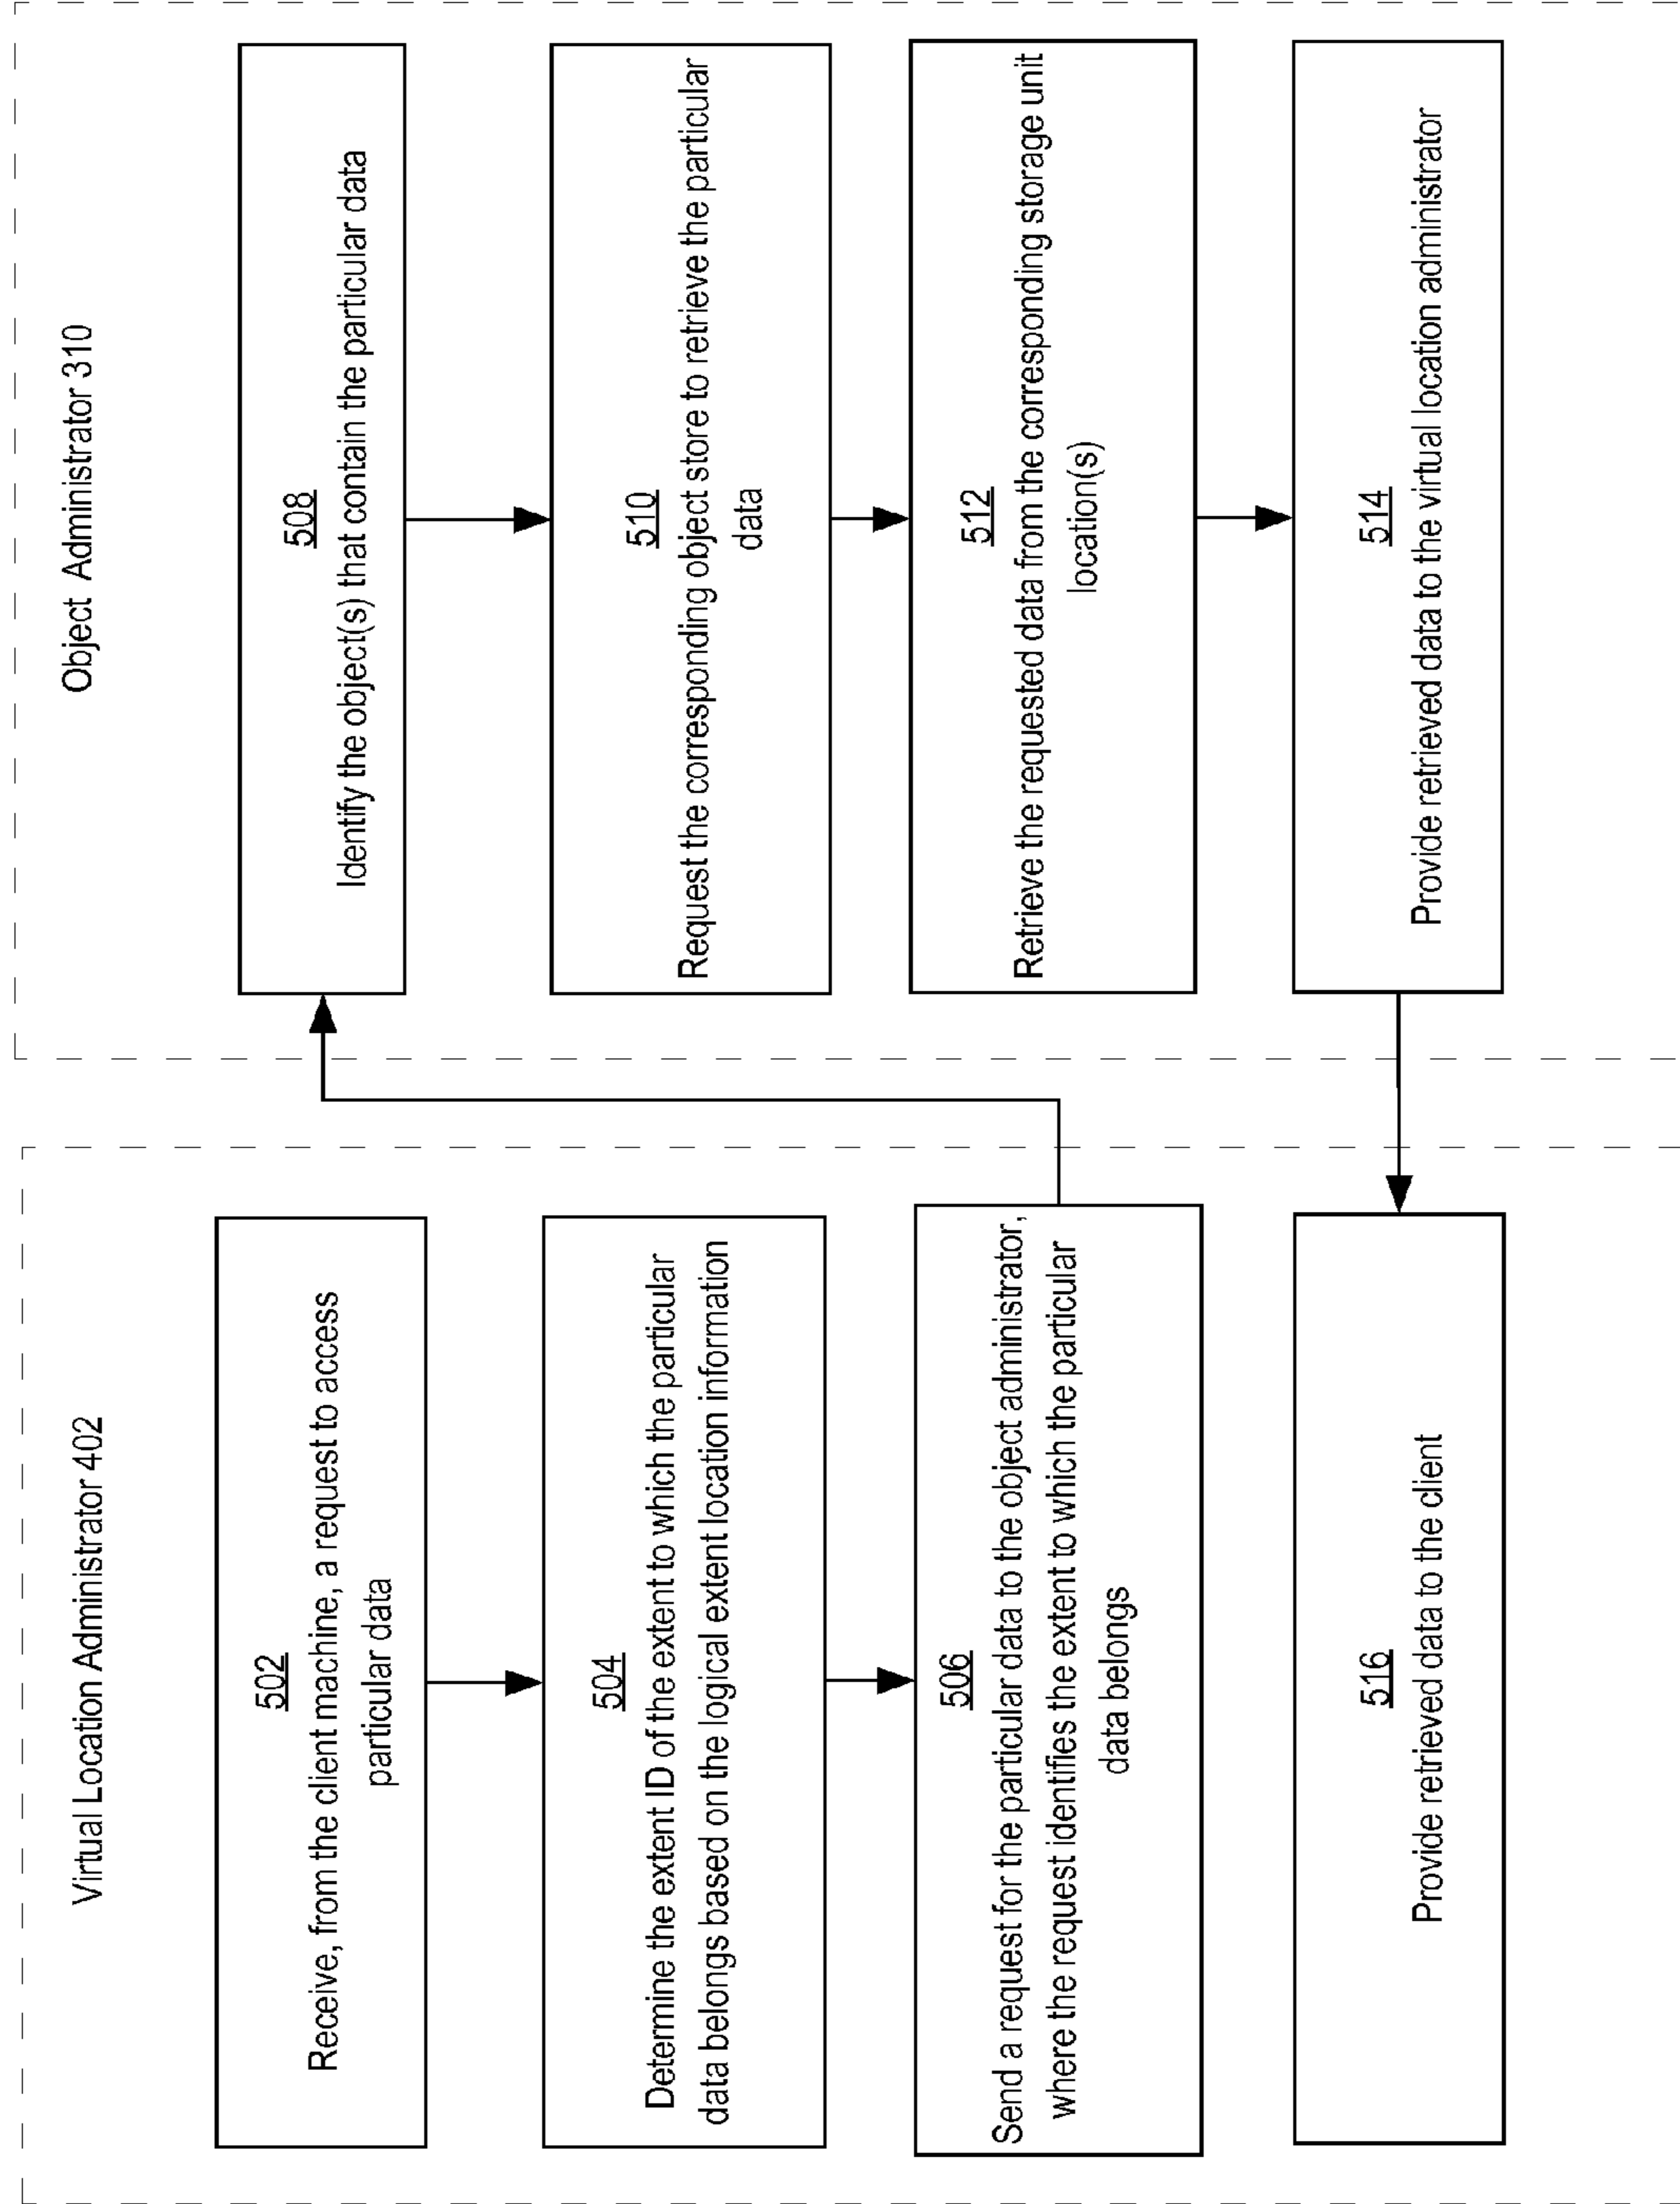 Virtual Location Administrator 402
502
Receive, from the client machine, a request to access
particular data
504
Determine the extent ID of the extent to which the particular
data belongs based on the logical extent location information
506
Send a request for the particular data to the object administrator,
where the request identifies the extent to which the particular
data belongs
516
Provide retrieved data to the client
Object Administrator 310
508
Identify the object(s) that contain the particular data
510
Request the corresponding object store to retrieve the particular
data
512
Retrieve the requested data from the corresponding storage unit
location(s)
514
Provide retrieved data to the virtual location administrator